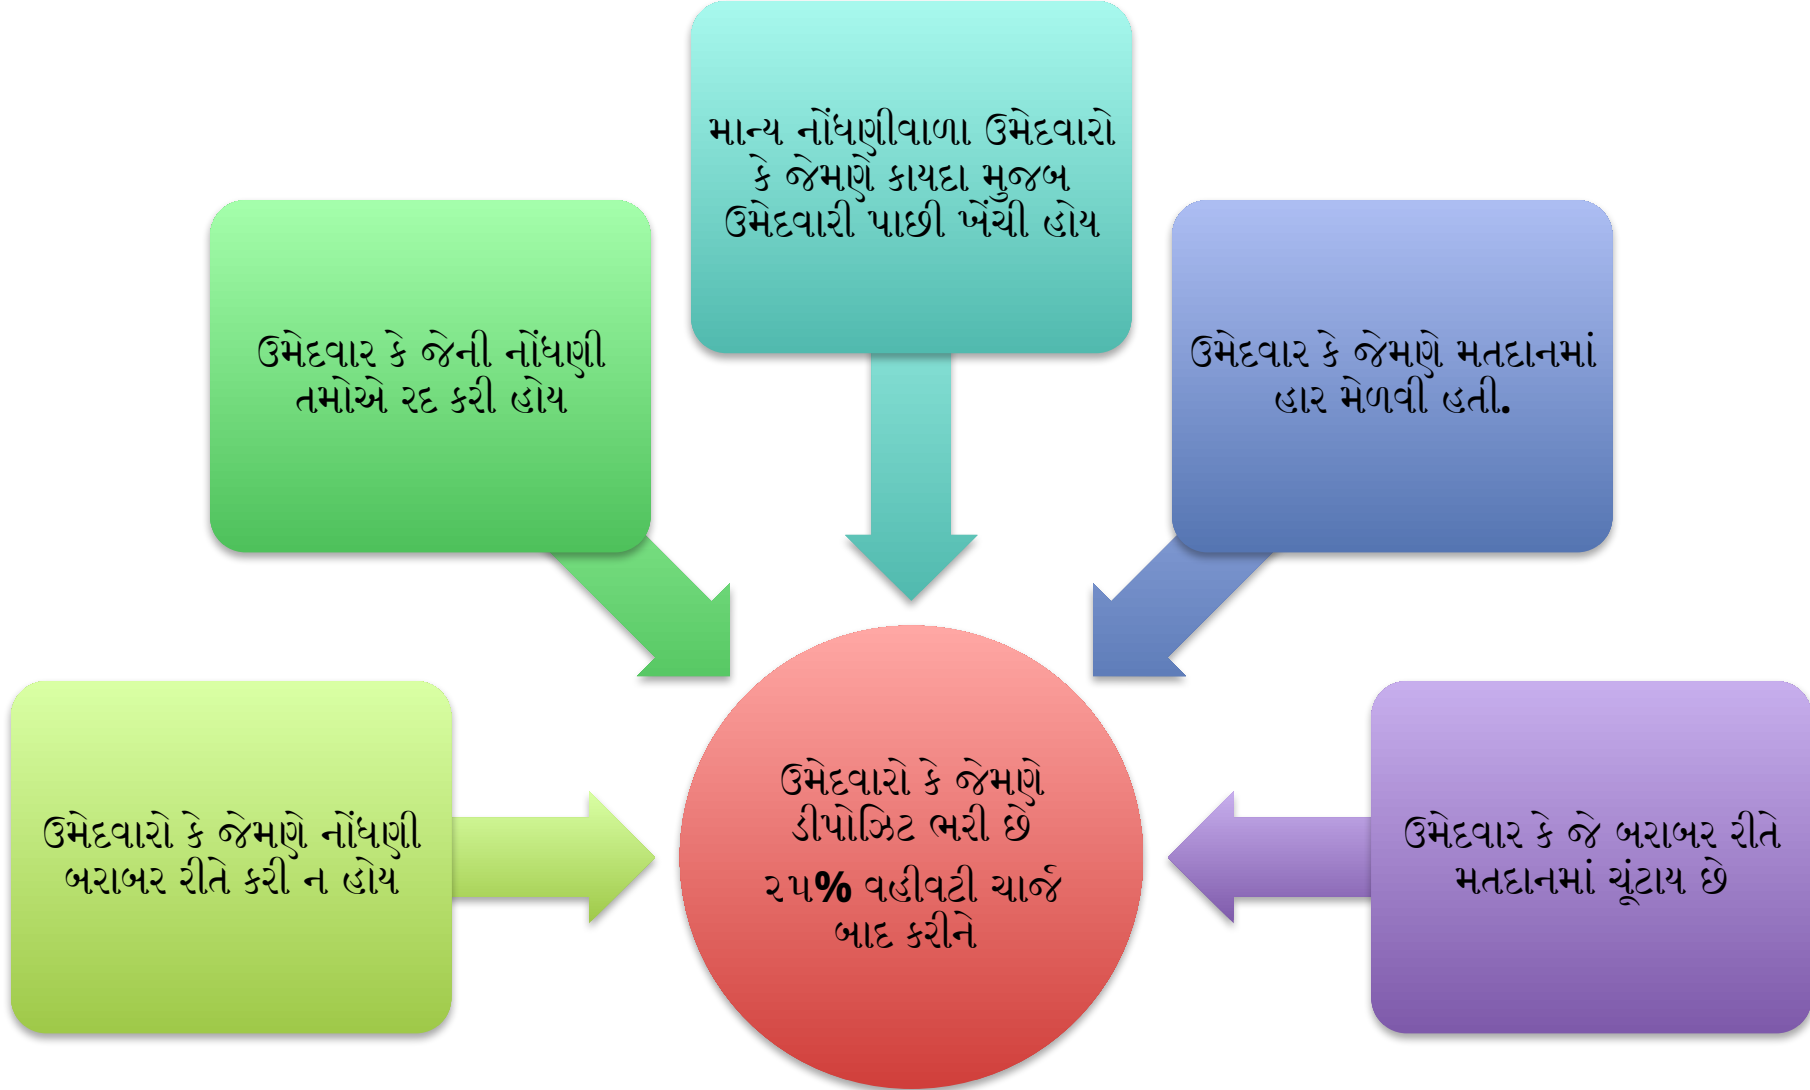 માન્ય નોંધણીવાળા ઉમેદવારો
કે જેમણે કાયદા મુજબ
ઉમેદવારી પાછી ખેંચી હોય
ઉમેદવાર કે જેની નોંધણી
તમોએ રદ કરી હોય
ઉમેદવાર કે જેમણે મતદાનમાં
હાર મેળવી હતી.
ઉમેદવારો કે જેમણે નોંધણી
બરાબર રીતે કરી ન હોય
ઉમેદવારો કે જેમણે
ડીપોઝિટ ભરી છે
૨૫% વહીવટી ચાર્જ
બાદ કરીને
ઉમેદવાર કે જે બરાબર રીતે
મતદાનમાં ચૂંટાય છે